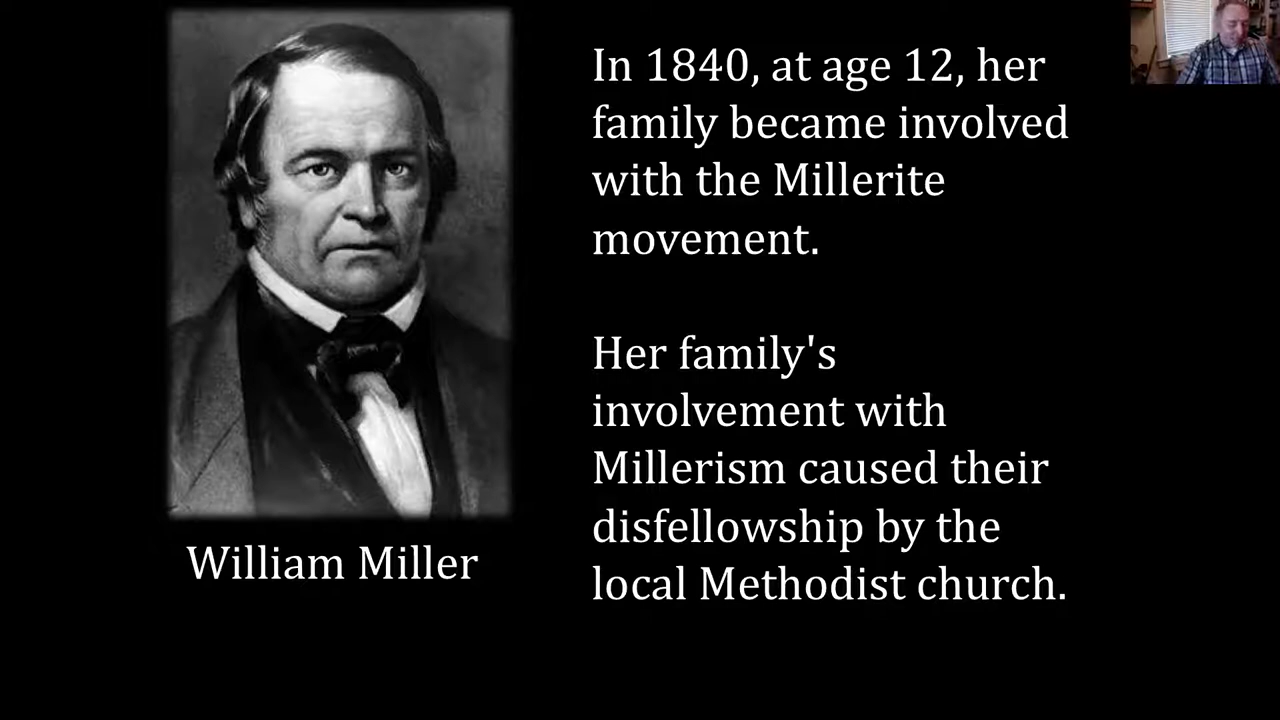 In 1840, at age 12, her
family became involved
with the Millerite
movement.
Her family's
involvement with
Millerism caused their
disfellowship by the
local Methodist church.
William Miller